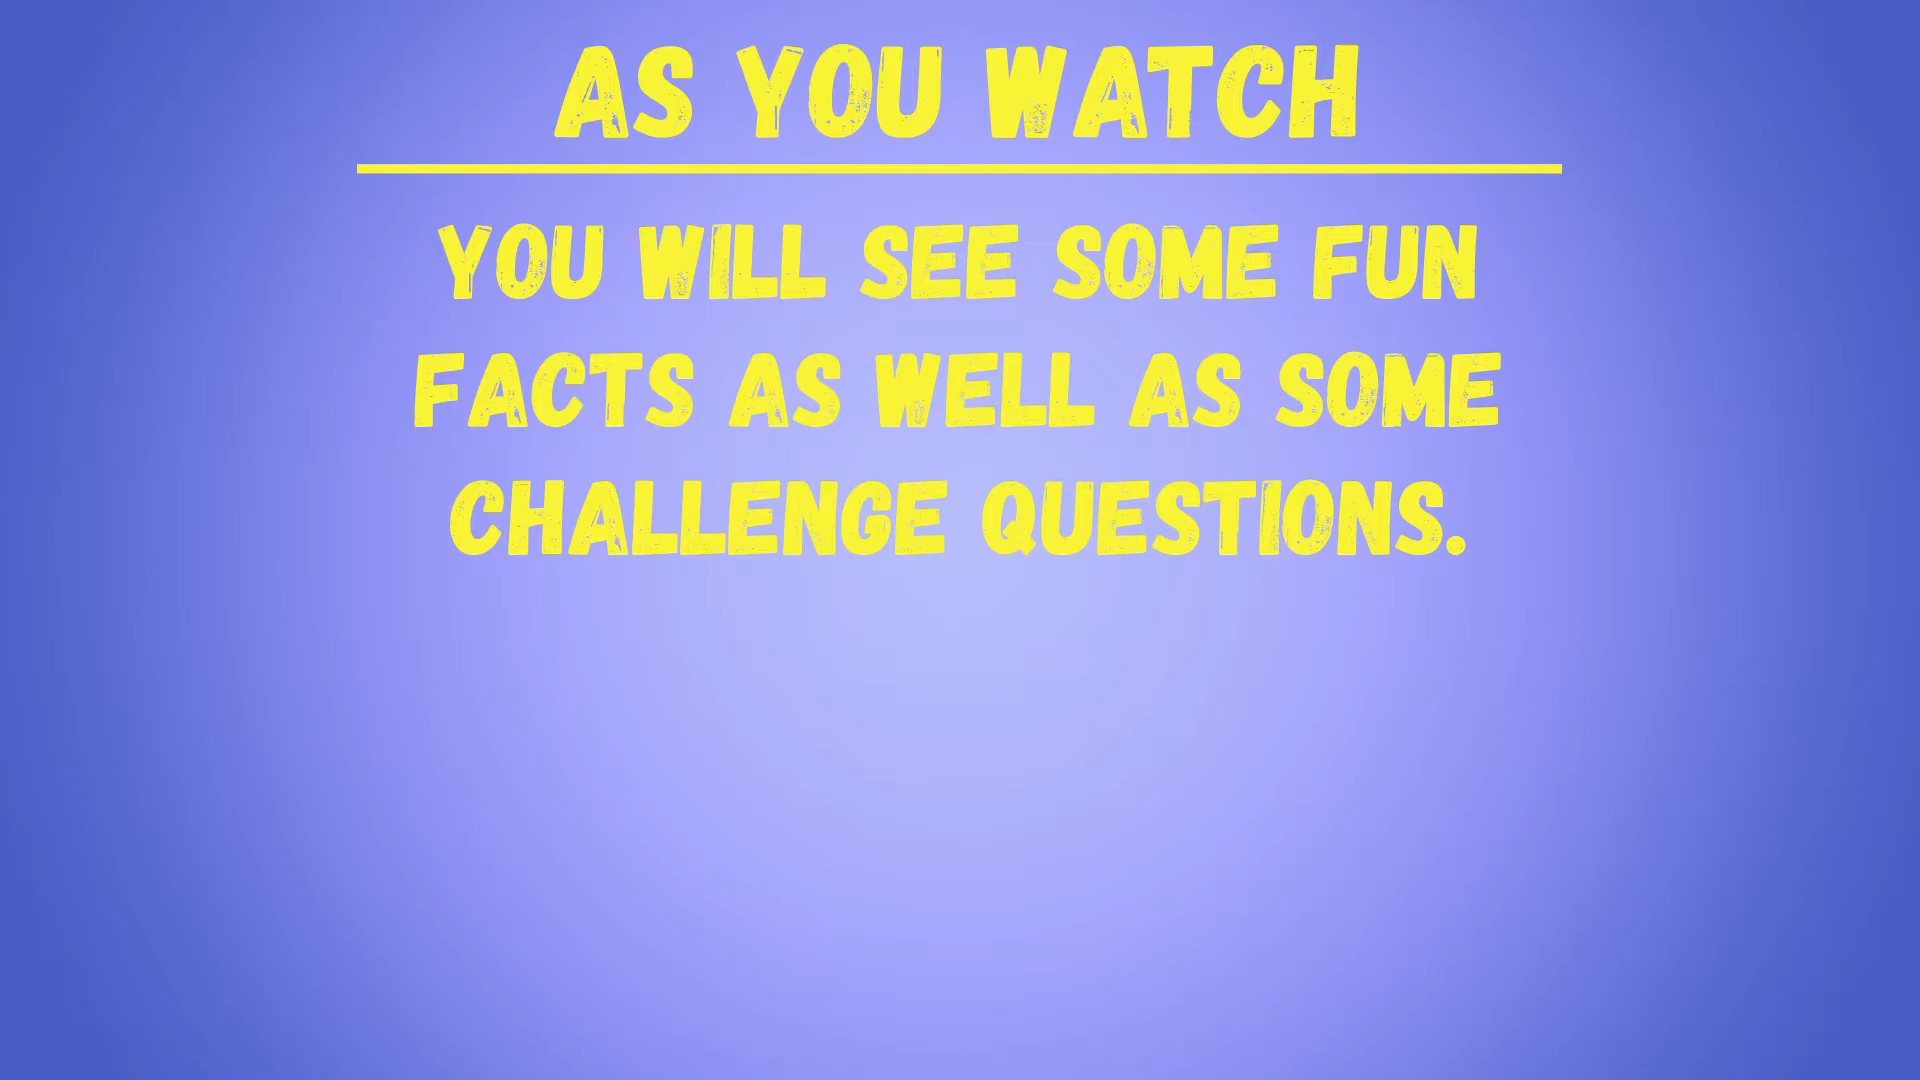 AS YOU WATCH
YOU WILL SEE SOME FUN
FACTS AS WELL AS SOME
CHALLENGE QUESTIONS.